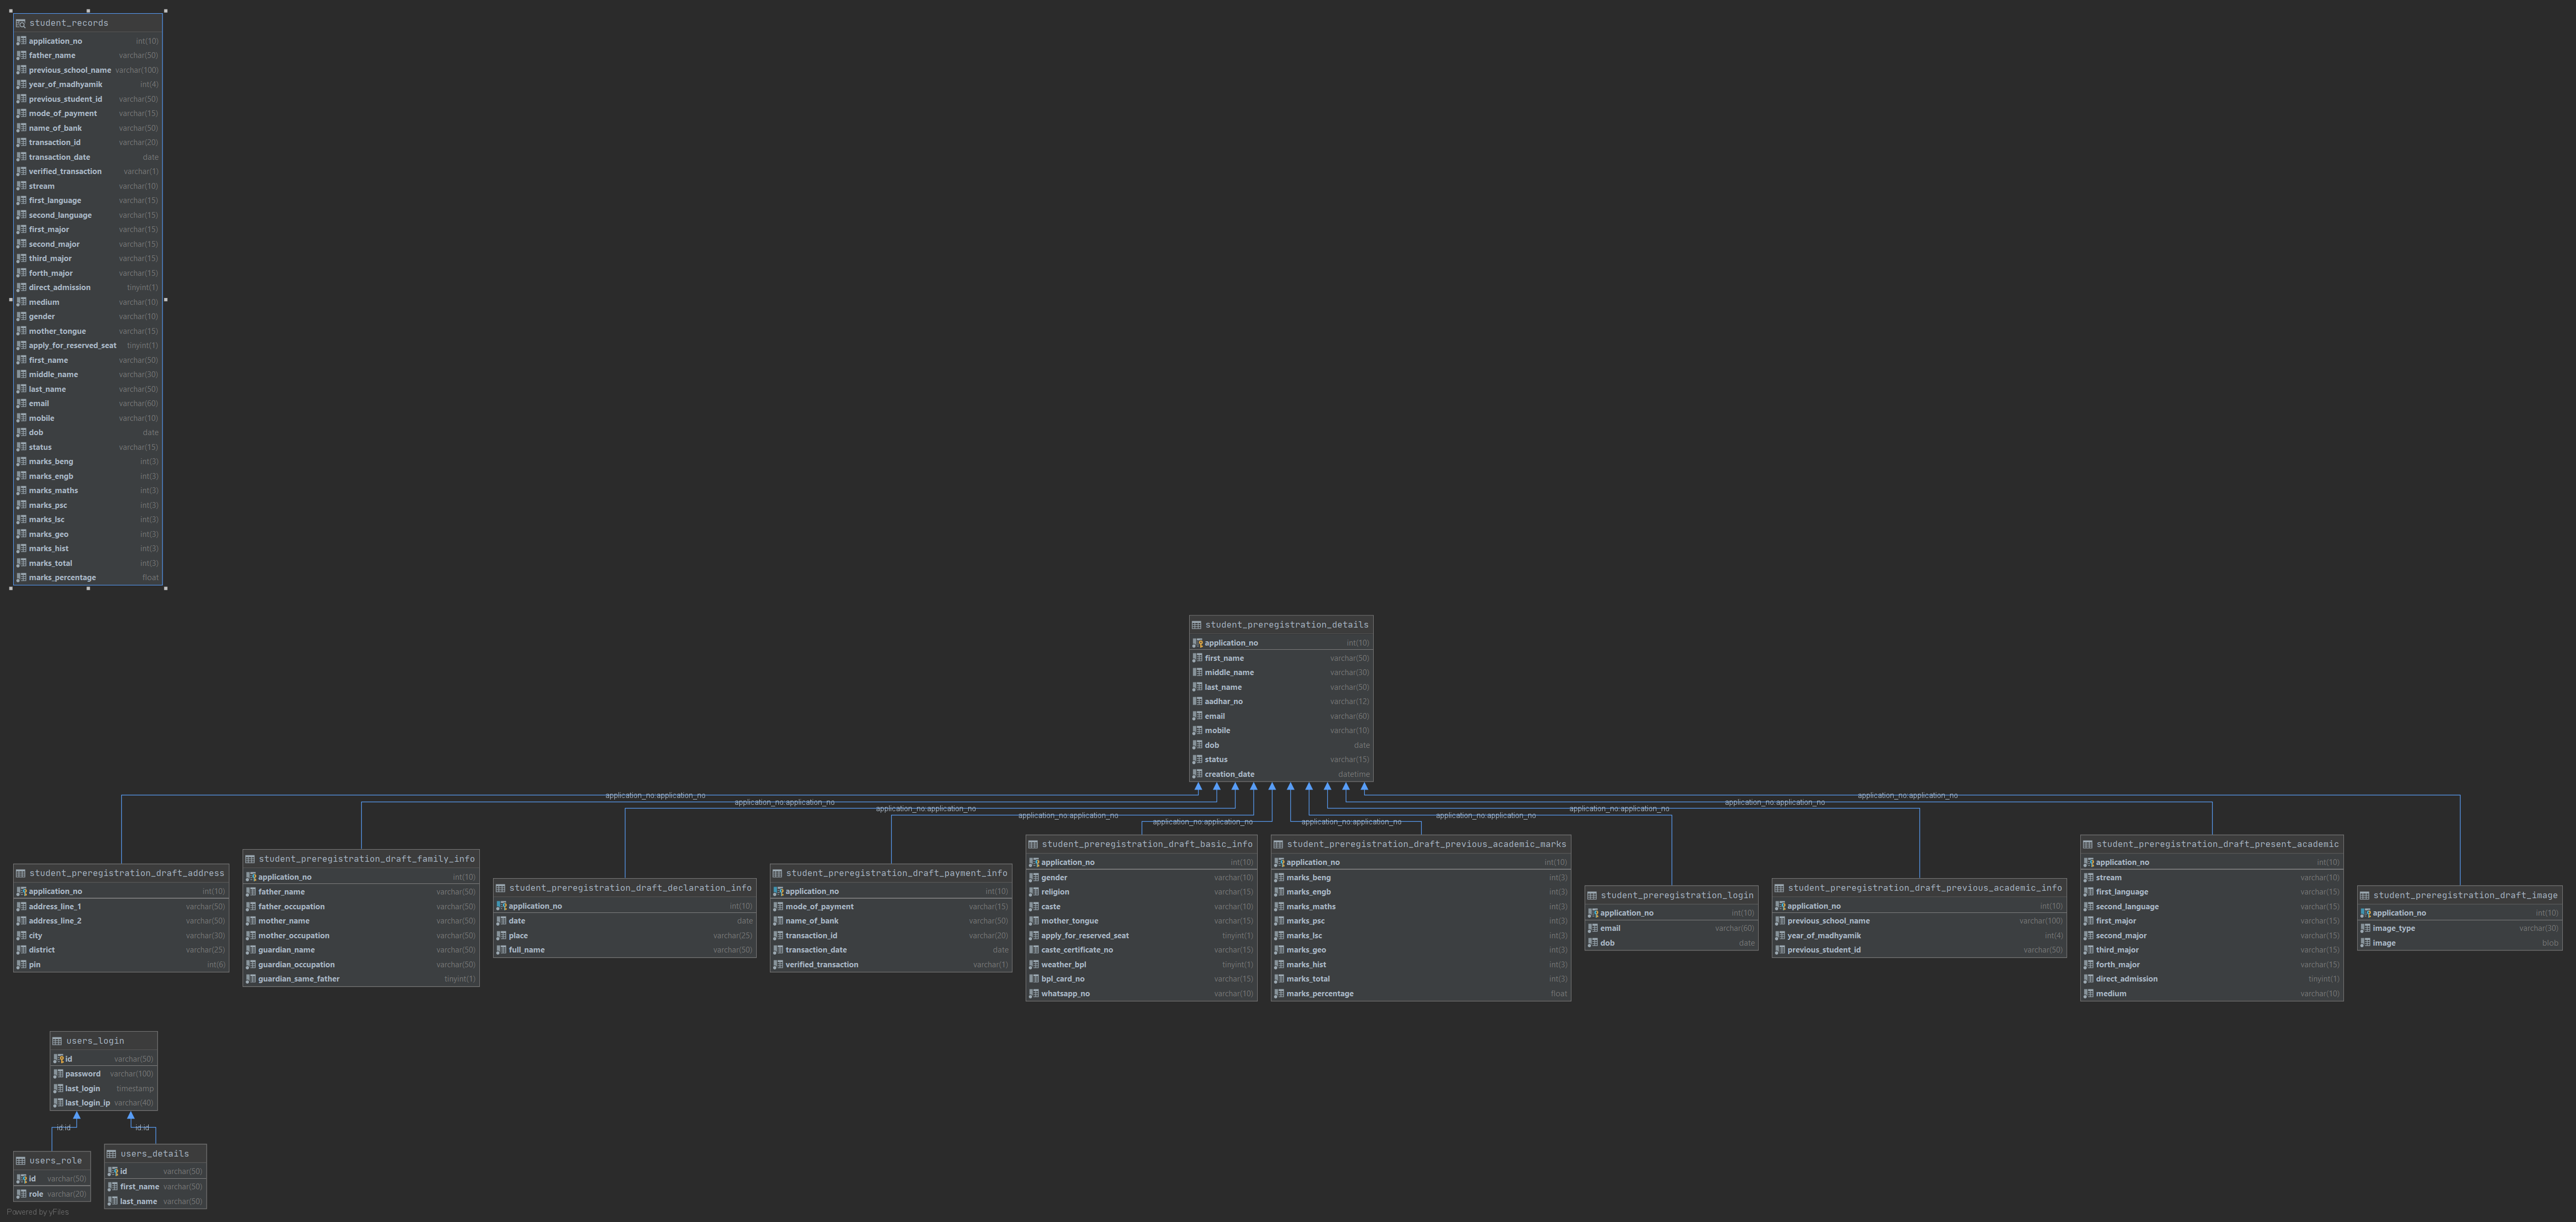 student_records
application_no int(10)
father_name varchar(50)
previous_school_name varchar(100)
year_of_madhyamik int(4)
previous_student_id varchar(50)
mode_of_payment varchar(15)
name_of_bank varchar(50)
transaction_id varchar(20)
transaction_date date
verified_transaction varchar(1)
stream varchar(10)
first_language varchar(15)
second_language varchar(15)
first_major varchar(15)
second_major varchar(15)
third_major varchar(15)
forth_major varchar(15)
direct_admission tinyint(1)
medium varchar(10)
gender varchar(10)
mother_tongue varchar(15)
apply_for_reserved_seat tinyint(1)
first_name varchar(50)
middle_name varchar(30)
last_name varchar(50)
email varchar(60)
mobile varchar(10)
dob date
status varchar(15)
marks_beng int(3)
marks_engb int(3)
marks_maths int(3)
marks_psc int(3)
marks_lsc int(3)
marks_geo int(3)
marks_hist int(3)
marks_total int(3)
marks_percentage float
student_preregistration_details
application_no int(10)
first_name varchar(50)
middle_name varchar(30)
last_name varchar(50)
aadhar_no varchar(12)
email varchar(60)
mobile varchar(10)
dob date
status varchar(15)
creation_date datetime
application_no:application_no
application_no:application_no
application_no:application_no
application_no:application_no
application_no:application_no
application_no:application_no
application_no:application_no
application_no:application_no
application_no:application_no
application_no:application_no
student_preregistration_draft_address
application_no int(10)
address_line_1 varchar(50)
address_line_2 varchar(50)
city varchar(30)
district varchar(25)
pin int(6)
student_preregistration_draft_family_info
application_no int(10)
father_name varchar(50)
father_occupation varchar(50)
mother_name varchar(50)
mother_occupation varchar(50)
guardian_name varchar(50)
guardian_occupation varchar(50)
guardian_same_father tinyint(1)
student_preregistration_draft_declaration_info
application_no int(10)
date date
place varchar(25)
full_name varchar(50)
student_preregistration_draft_payment_info
application_no int(10)
mode_of_payment varchar(15)
name_of_bank varchar(50)
transaction_id varchar(20)
transaction_date date
verified_transaction varchar(1)
student_preregistration_draft_basic_info
application_no int(10)
gender varchar(10)
religion varchar(15)
caste varchar(10)
mother_tongue varchar(15)
apply_for_reserved_seat tinyint(1)
caste_certificate_no varchar(15)
weather_bpl tinyint(1)
bpl_card_no varchar(15)
whatsapp_no varchar(10)
student_preregistration_draft_previous_academic_marks
application_no int(10)
marks_beng int(3)
marks_engb int(3)
marks_maths int(3)
marks_psc int(3)
marks_lsc int(3)
marks_geo int(3)
marks_hist int(3)
marks_total int(3)
marks_percentage float
student_preregistration_login
application_no int(10)
email varchar(60)
dob date
student_preregistration_draft_previous_academic_info
application_no int(10)
previous_school_name varchar(100)
year_of_madhyamik int(4)
previous_student_id varchar(50)
student_preregistration_draft_present_academic
application_no int(10)
stream varchar(10)
first_language varchar(15)
second_language varchar(15)
first_major varchar(15)
second_major varchar(15)
third_major varchar(15)
forth_major varchar(15)
direct_admission tinyint(1)
medium varchar(10)
student_preregistration_draft_image
application_no int(10)
image_type varchar(30)
image blob
users_login
id varchar(50)
password varchar(100)
last_login timestamp
last_login_ip varchar(40)
id:id
id:id
users_role
id varchar(50)
role varchar(20)
users_details
id varchar(50)
first_name varchar(50)
last_name varchar(50)
Powered by yFiles